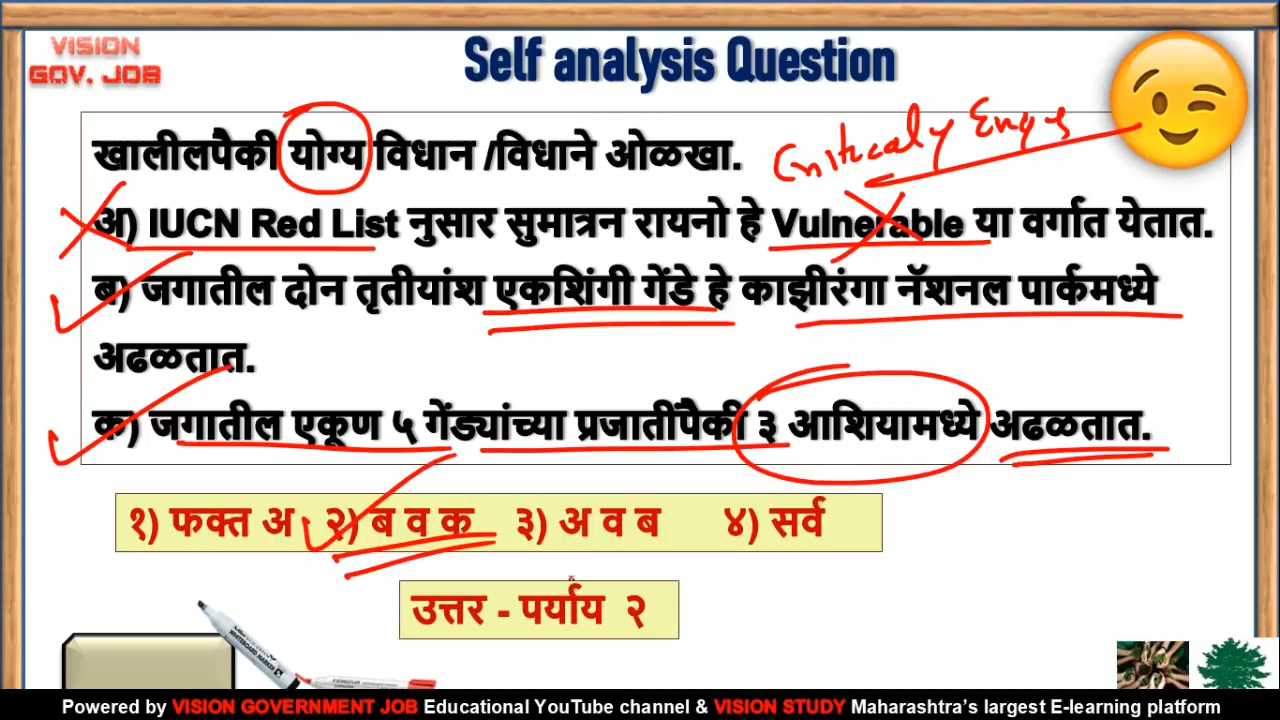 VISION
GOV. JOB
Self analysis Question
खालीलपैकी योग्य विधान /विधाने ओळखा.
Critically Engs
अ) IUCN Red List नुसार सुमात्रन रायनो हे Vulnerable या वर्गात येतात.
ब) जगातील दोन तृतीयांश एकशिंगी गेंडे हे काझीरंगा नॅशनल पार्कमध्ये
अढळतात.
क) जगातील एकूण ५ गेंड्यांच्या प्रजातींपैकी ३ आशियामध्ये अढळतात.
१) फक्त अ २) ब व क ३) अ व ब ४) सर्व
उत्तर - पर्याय २
Powered by VISION GOVERNMENT JOB Educational YouTube channel & VISION STUDY Maharashtra's largest E-learning platform